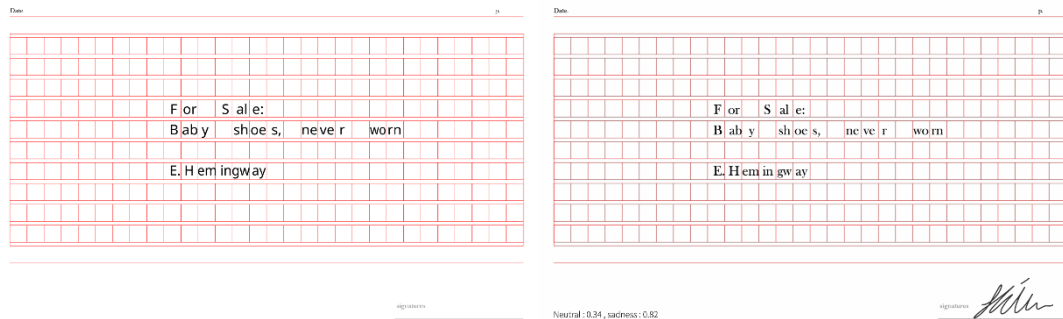 Date p.
For Sale:
Baby shoes, never worn
E. Hemingway
signatures
Date. p.
For Sale:
Baby shoes, never worn
E. Hemingway
signatures
Neutral : 0.34 , sadness : 0.82